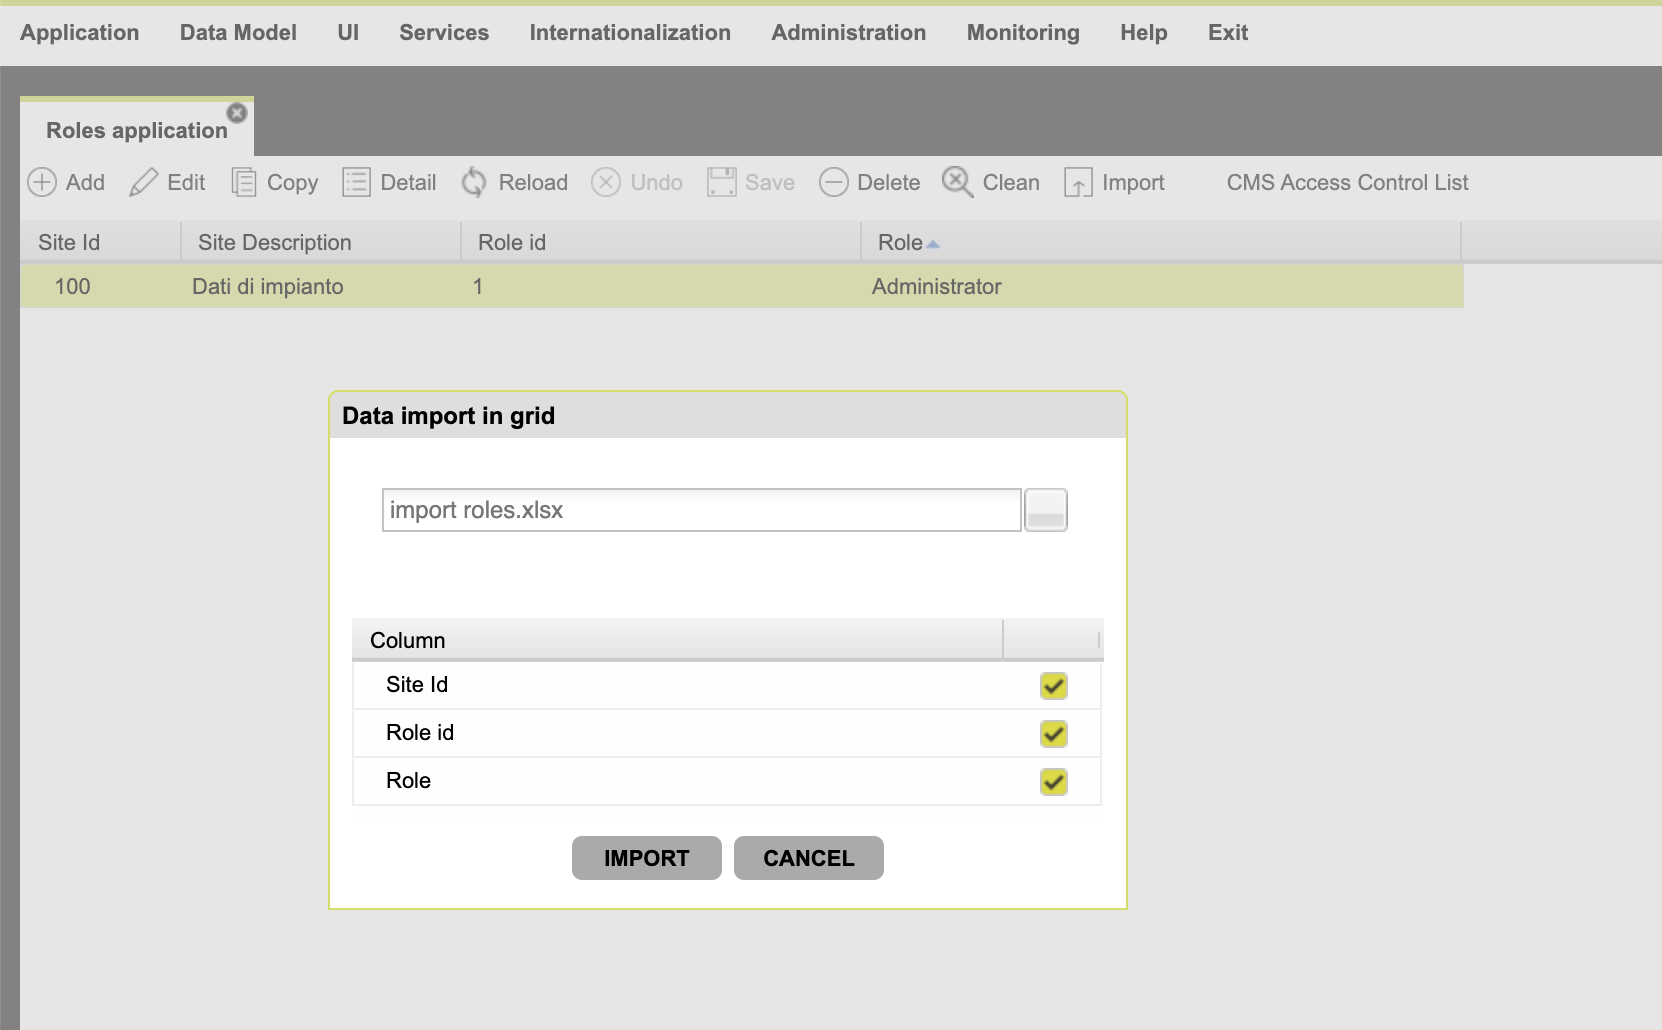 Application Data Model UI Services Internationalization Administration Monitoring Help Exit
Roles application
Add Edit Copy Detail Reload Undo Save Delete Clean Import CMS Access Control List
Site Id Site Description Role id Role
100 Dati di impianto 1 Administrator
Data import in grid
import roles.xlsx
Column
Site Id
Role id
Role
IMPORT CANCEL